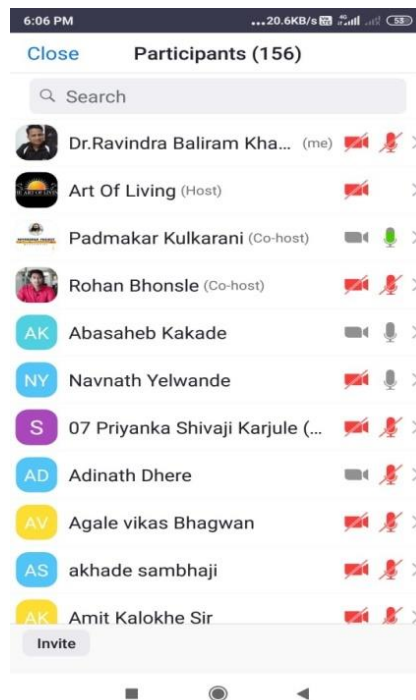 6:06 PM ...20.6KB/s 4G 53
Close Participants (156)
Search
Dr.Ravindra Baliram Kha... (me)
Art Of Living (Host)
Padmakar Kulkarani (Co-host)
Rohan Bhonsle (Co-host)
AK Abasaheb Kakade
NY Navnath Yelwande
S 07 Priyanka Shivaji Karjule (...
AD Adinath Dhere
AV Agale vikas Bhagwan
AS akhade sambhaji
AK Amit Kalokhe Sir
Invite